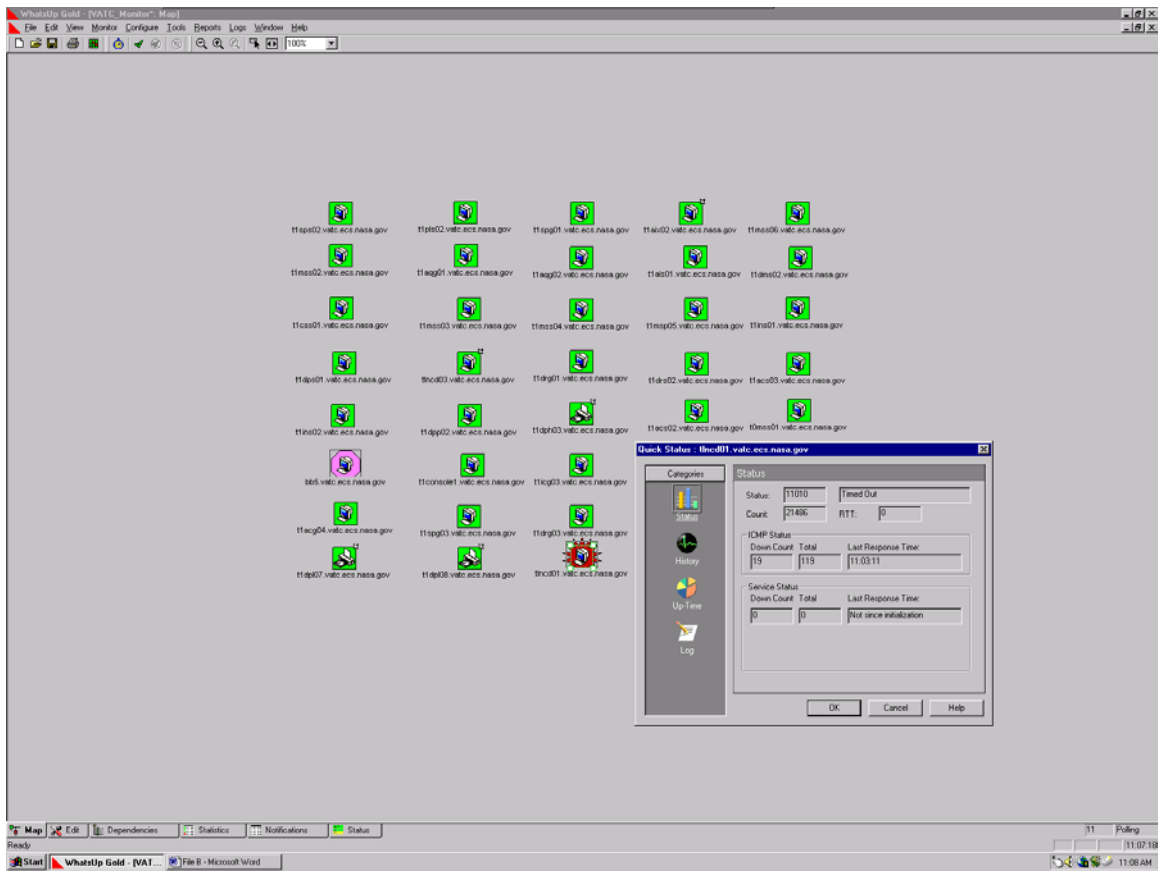 WhatsUp Gold - [VATC_Monitor*: Map]
File Edit View Monitor Configure Tools Reports Logs Window Help
100%
t1sps02.vatc.ecs.nasa.gov t1pls02.vatc.ecs.nasa.gov t1spg01.vatc.ecs.nasa.gov t1aix02.vatc.ecs.nasa.gov t1mss06.vatc.ecs.nasa.gov
t1mss02.vatc.ecs.nasa.gov t1aqg01.vatc.ecs.nasa.gov t1aqg02.vatc.ecs.nasa.gov t1ais01.vatc.ecs.nasa.gov t1dms02.vatc.ecs.nasa.gov
t1css01.vatc.ecs.nasa.gov t1mss03.vatc.ecs.nasa.gov t1mss04.vatc.ecs.nasa.gov t1msp05.vatc.ecs.nasa.gov t1ins01.vatc.ecs.nasa.gov
t1dps01.vatc.ecs.nasa.gov tlncd03.vatc.ecs.nasa.gov t1drg01.vatc.ecs.nasa.gov t1drs02.vatc.ecs.nasa.gov t1acs03.vatc.ecs.nasa.gov
t1ins02.vatc.ecs.nasa.gov t1dpp02.vatc.ecs.nasa.gov t1dph03.vatc.ecs.nasa.gov t1ecs02.vatc.ecs.nasa.gov t0mss01.vatc.ecs.nasa.gov
bb5.vatc.ecs.nasa.gov t1console1.vatc.ecs.nasa.gov t1icg03.vatc.ecs.nasa.gov
t1acg04.vatc.ecs.nasa.gov t1spg03.vatc.ecs.nasa.gov t1drg03.vatc.ecs.nasa.gov
t1dpl07.vatc.ecs.nasa.gov t1dpl08.vatc.ecs.nasa.gov tlncd01.vatc.ecs.nasa.gov
Quick Status : tlncd01.vatc.ecs.nasa.gov
Categories
Status
History
Up-Time
Log
Status
Status: 11010 Timed Out
Count: 21486 RTT: 0
ICMP Status
Down Count Total Last Response Time:
19 119 11:03:11
Service Status
Down Count Total Last Response Time:
0 0 Not since initialization
OK Cancel Help
Map Edit Dependencies Statistics Notifications Status 11 Polling
Ready 11:07:18
Start WhatsUp Gold - [VAT... File B - Microsoft Word 11:08 AM